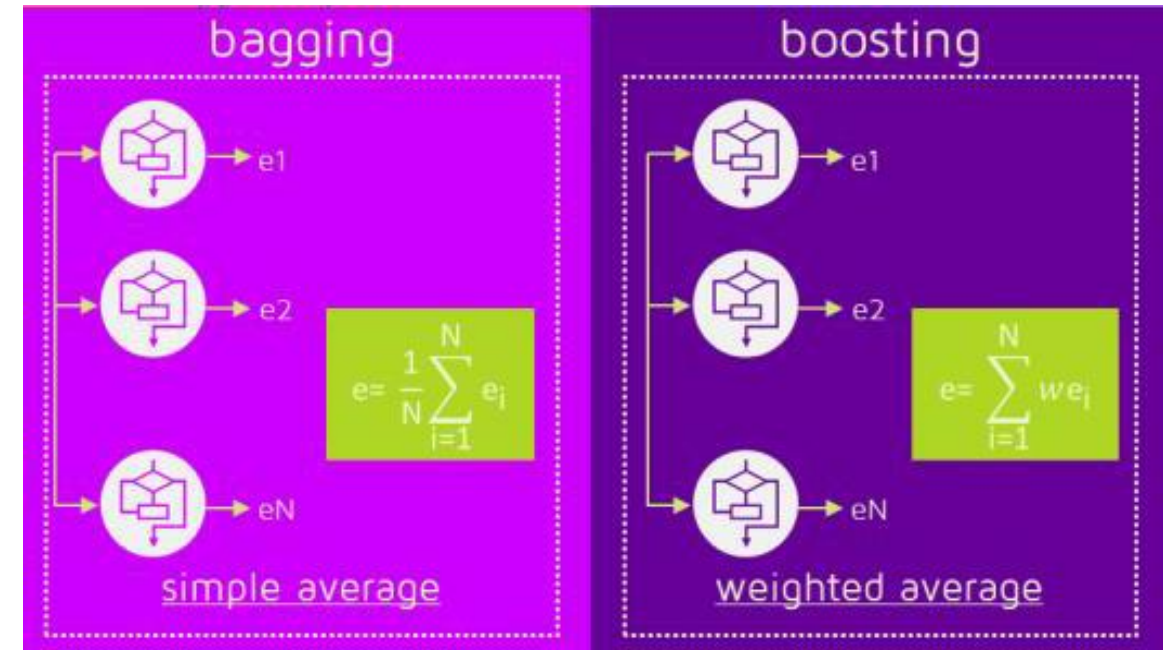 bagging
e1
e2
N
e= 1/N ∑ ei
i=1
eN
simple average
boosting
e1
e2
N
e= ∑ wei
i=1
eN
weighted average